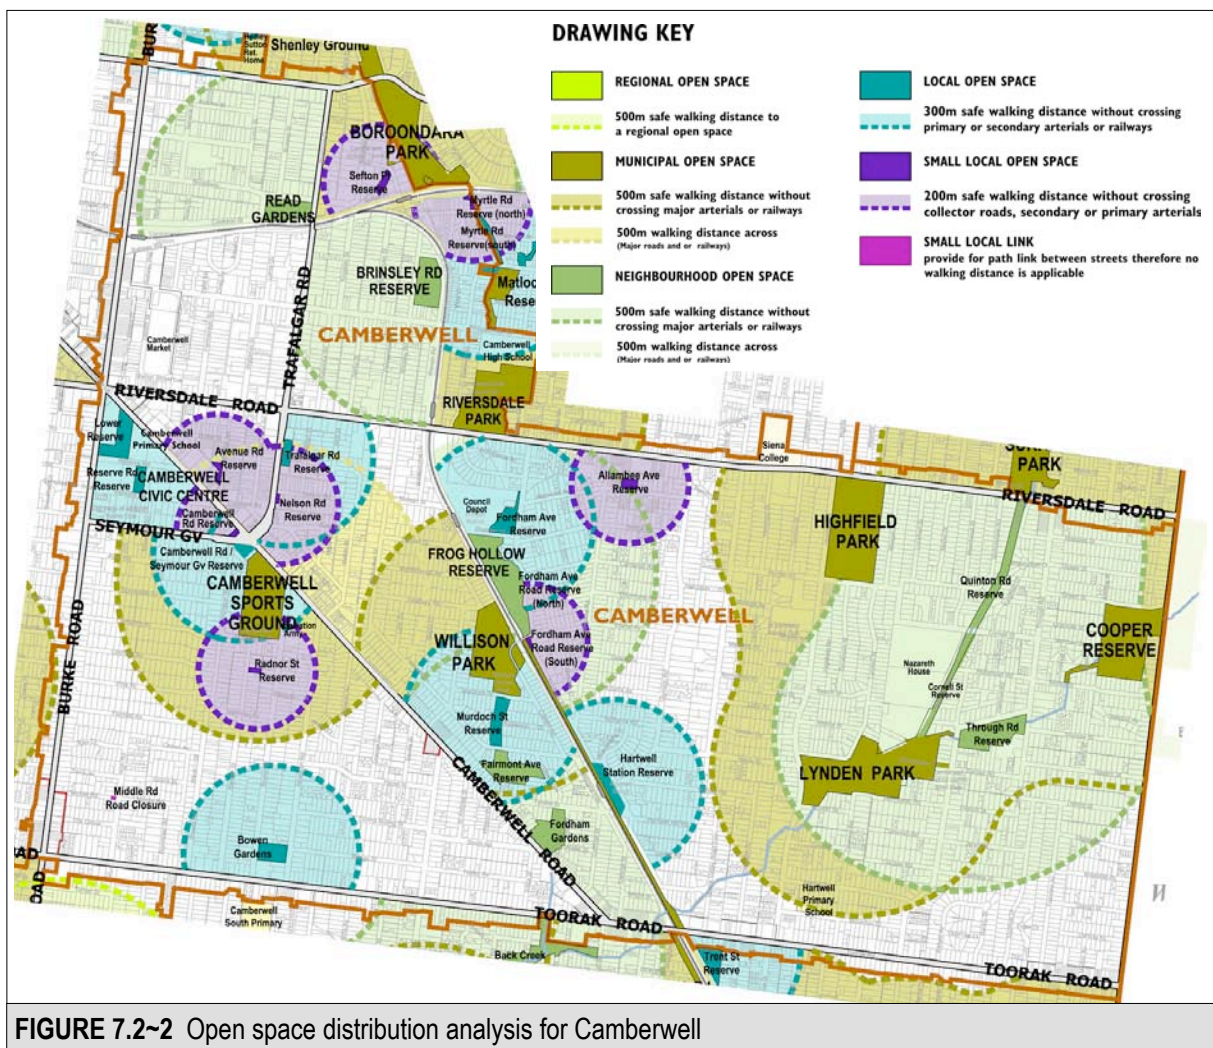 DRAWING KEY
REGIONAL OPEN SPACE
500m safe walking distance to
a regional open space
MUNICIPAL OPEN SPACE
500m safe walking distance without
crossing major arterials or railways
500m walking distance across
(Major roads and or railways)
NEIGHBOURHOOD OPEN SPACE
500m safe walking distance without
crossing major arterials or railways
500m walking distance across
(Major roads and or railways)
LOCAL OPEN SPACE
300m safe walking distance without crossing
primary or secondary arterials or railways
SMALL LOCAL OPEN SPACE
200m safe walking distance without crossing
collector roads, secondary or primary arterials
SMALL LOCAL LINK
provide for path link between streets therefore no
walking distance is applicable
BUR
Sutton
Ret.
Home
Shenley Ground
BOROONDARA
PARK
Sefton Pl
Reserve
READ
GARDENS
Myrtle Rd
Reserve (north)
Myrtle Rd
Reserve(south)
BRINSLEY RD
RESERVE
Matloc
Rese
TRAFALGAR RD
CAMBERWELL
Camberwell
High School
Camberwell
Market
RIVERSDALE ROAD
RIVERSDALE
PARK
Lower
Reserve
Camberwell
Primary School
Avenue Rd
Reserve
Trafalgar Rd
Reserve
Reserve Rd
Reserve
CAMBERWELL
CIVIC CENTRE
Nelson Rd
Reserve
Camberwell
Rd Reserve
SEYMOUR GV
Camberwell Rd /
Seymour Gv Reserve
CAMBERWELL
SPORTS
GROUND
Army
Radnor St
Reserve
BURKE ROAD
Council
Depot
Fordham Ave
Reserve
Allambee Ave
Reserve
Siena
College
PARK
RIVERSDALE ROAD
HIGHFIELD
PARK
FROG HOLLOW
RESERVE
Fordham Ave
Road Reserve
(North)
CAMBERWELL
Fordham Ave
Road Reserve
(South)
WILLISON
PARK
Quinton Rd
Reserve
COOPER
RESERVE
Nazareth
House
Cornell St
Reserve
Through Rd
Reserve
LYNDEN PARK
Murdoch St
Reserve
Fairmont Ave
Reserve
Hartwell
Station Reserve
Middle Rd
Road Closure
Bowen
Gardens
CAMBERWELL ROAD
Fordham
Gardens
Hartwell
Primary
School
AD
OAD
Camberwell
South Primary
TOORAK ROAD
Back Creek
Trent St
Reserve
TOORAK ROAD
FIGURE 7.2~2 Open space distribution analysis for Camberwell